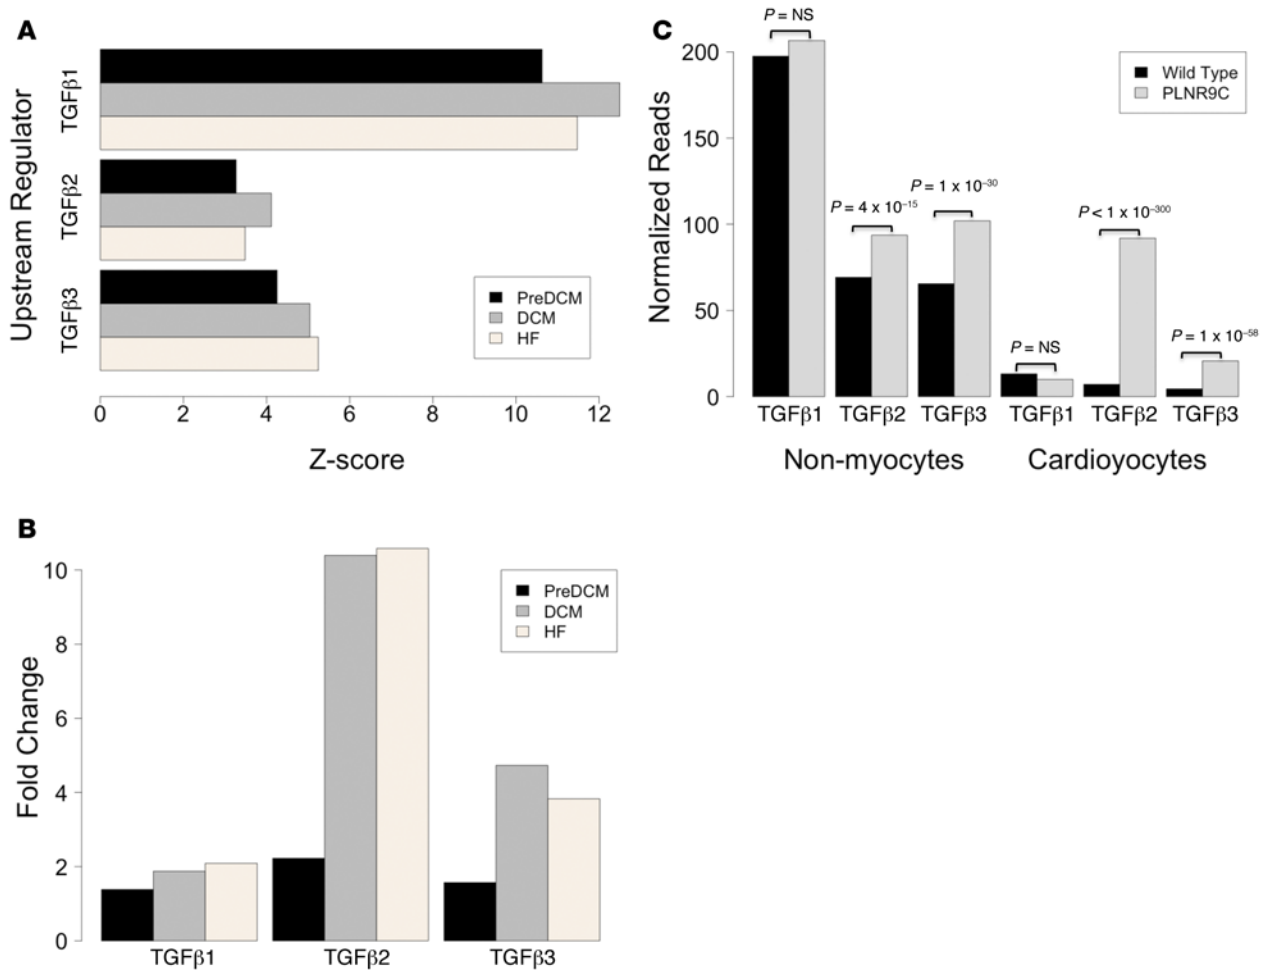 A
Upstream Regulator
TGFβ1
TGFβ2
TGFβ3
PreDCM
DCM
HF
0 2 4 6 8 10 12
Z-score
C
Normalized Reads
200
150
100
50
0
P = NS
P = 4 x 10⁻¹⁵
P = 1 x 10⁻³⁰
P = NS
P < 1 x 10⁻³⁰⁰
P = 1 x 10⁻⁵⁸
Wild Type
PLNR9C
TGFβ1 TGFβ2 TGFβ3 TGFβ1 TGFβ2 TGFβ3
Non-myocytes Cardioyocytes
B
Fold Change
10
8
6
4
2
0
PreDCM
DCM
HF
TGFβ1 TGFβ2 TGFβ3